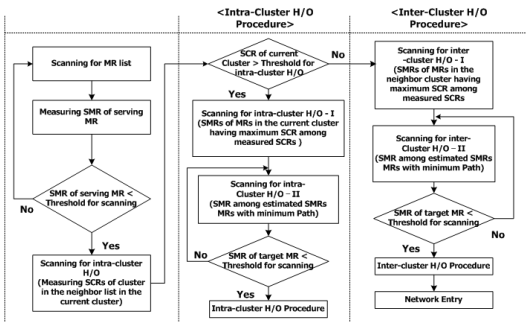 <Intra-Cluster H/O
Procedure>
<Inter-Cluster H/O
Procedure>
Scanning for MR list
Measuring SMR of serving
MR
SMR of serving MR <
Threshold for scanning
No
Yes
Scanning for intra-cluster
H/O
(Measuring SCRs of cluster
in the neighbor list in the
current cluster)
SCR of current
Cluster > Threshold for
intra-cluster H/O
No
Yes
Scanning for intra-cluster H/O - I
(SMRs of MRs in the current cluster
having maximum SCR among
measured SCRs )
Scanning for intra-
Cluster H/O – II
(SMR among estimated SMRs
MRs with minimum Path)
No
SMR of target MR <
Threshold for scanning
Yes
Intra-cluster H/O Procedure
Scanning for inter
-cluster H/O - I
(SMRs of MRs in the
neighbor cluster having
maximum SCR among
measured SCRs
Scanning for inter-
Cluster H/O – II
(SMR among estimated SMRs
MRs with minimum Path)
SMR of target MR <
Threshold for scanning
Yes
No
Inter-cluster H/O Procedure
Network Entry